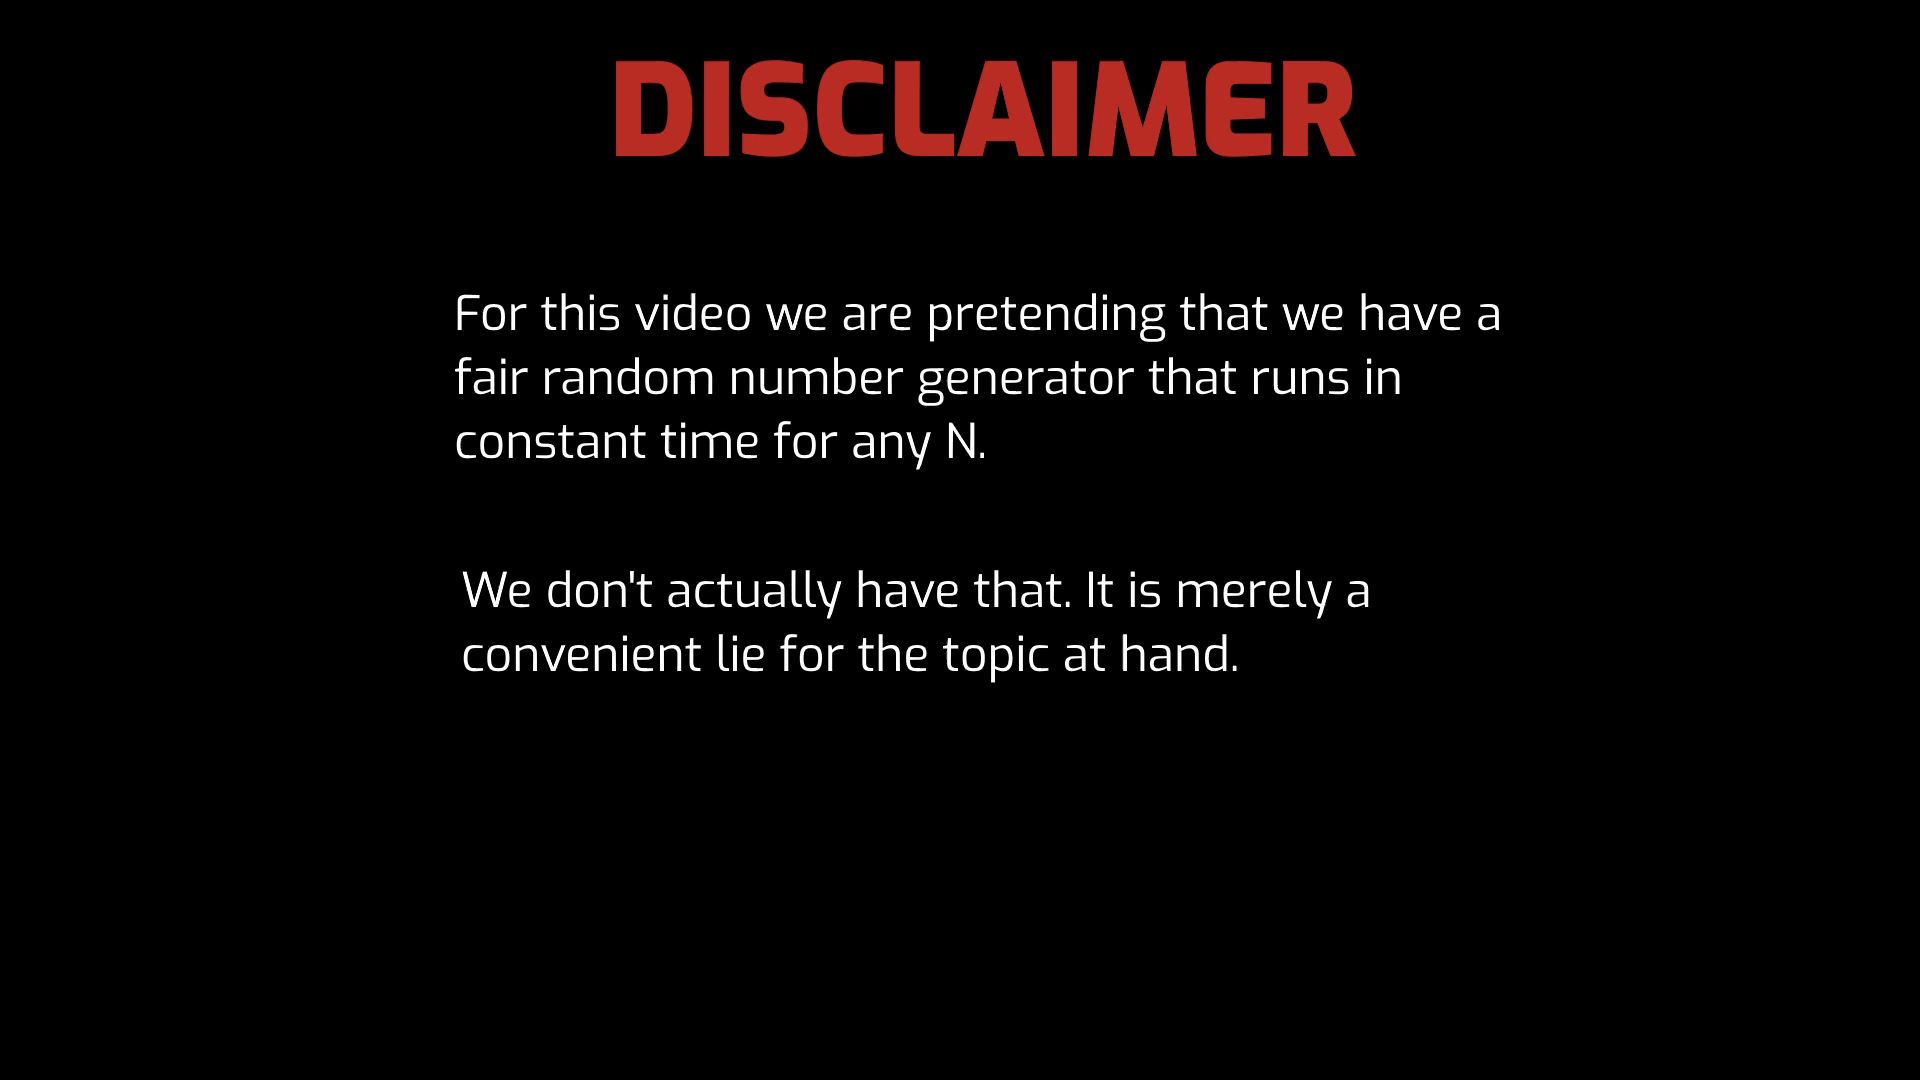 DISCLAIMER
For this video we are pretending that we have a
fair random number generator that runs in
constant time for any N.
We don't actually have that. It is merely a
convenient lie for the topic at hand.